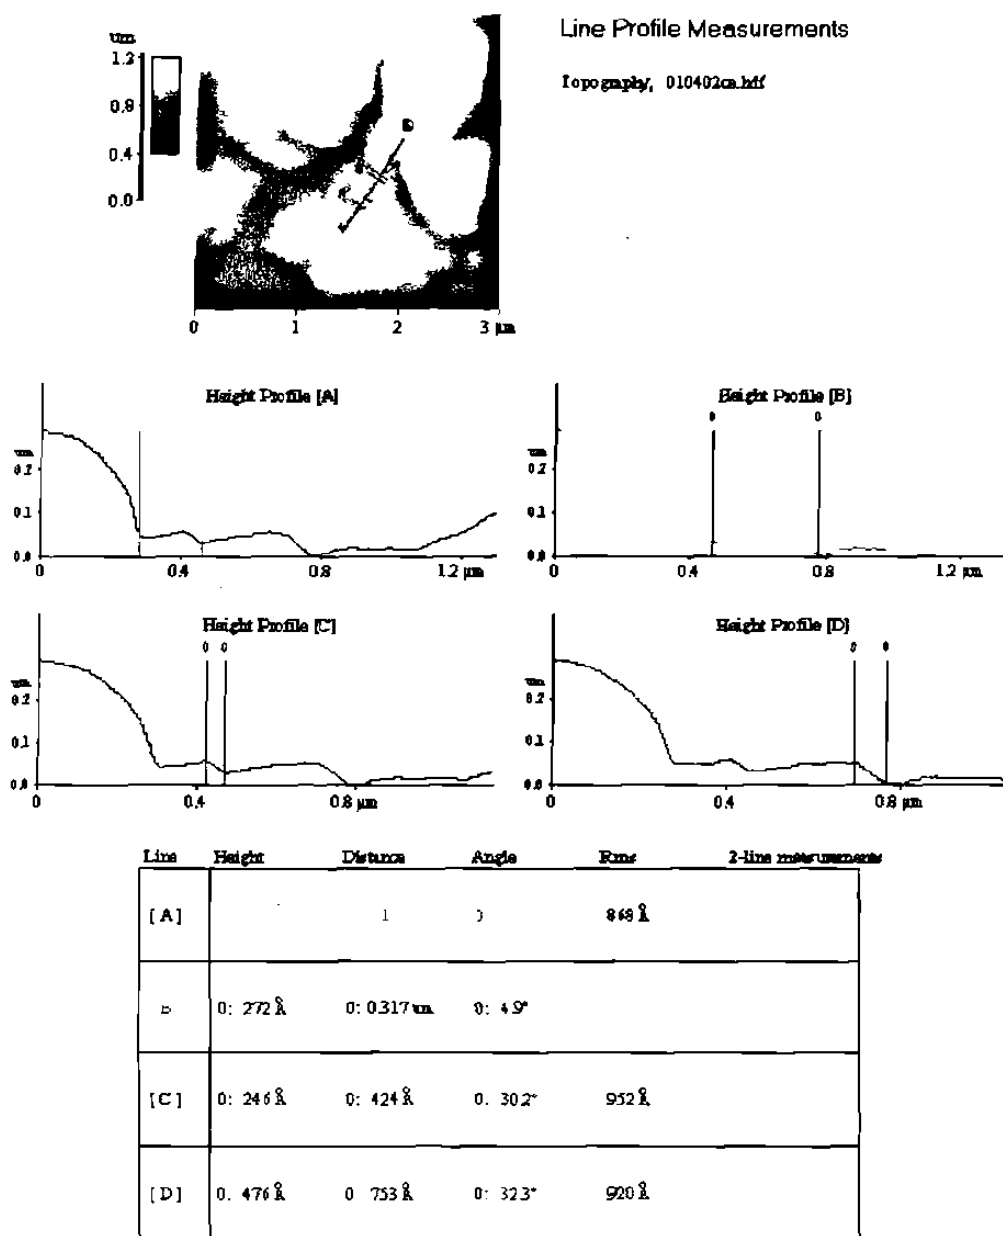 Line Profile Measurements
Topography, 010402ca.hdf
um
1.2
0.8
0.4
0.0
D
0 1 2 3 µm
Height Profile [A]
um
0.2
0.1
0.0
0 0.4 0.8 1.2 µm
Height Profile [B]
0 0
um
0.2
0.1
0.0
0 0.4 0.8 1.2 µm
Height Profile [C]
0 0
um
0.2
0.1
0.0
0 0.4 0.8 µm
Height Profile [D]
0 0
um
0.2
0.1
0.0
0 0.4 0.8 µm
Line Height Distance Angle Rms 2-line measurements
[A] 868 Å
B 0: 272 Å 0: 0.317 um 0: 4.9°
[C] 0: 246 Å 0: 424 Å 0. 30.2° 952 Å
[D] 0. 476 Å 0 753 Å 0: 32.3° 920 Å